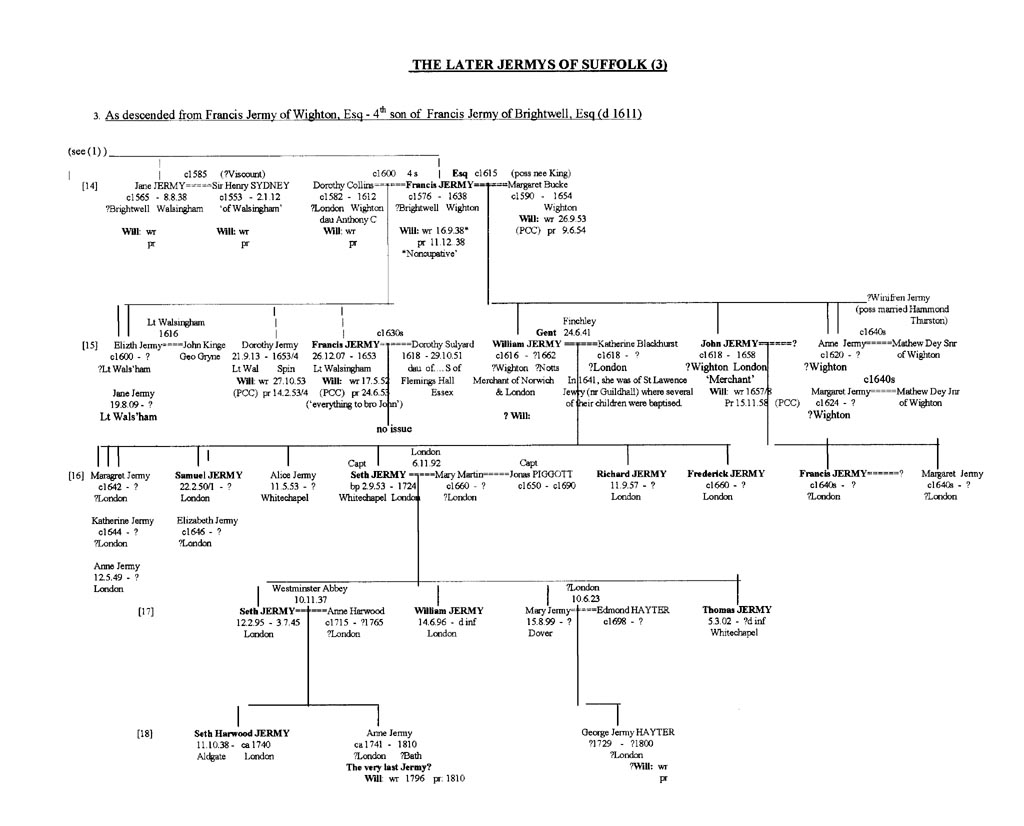 THE LATER JERMYS OF SUFFOLK (3)
3. As descended from Francis Jermy of Wighton, Esq - 4th son of Francis Jermy of Brightwell, Esq (d 1611)
(see (1) )
c1585 (?Viscount) c1600 4 s Esq c1615 (poss nee King)
[14] Jane JERMY=====Sir Henry SYDNEY Dorothy Collins======Francis JERMY======Margaret Bucke
c1565 - 8.8.38 c1553 - 2.1.12 c1582 - 1612 c1576 - 1638 c1590 - 1654
?Brightwell Walsingham 'of Walsingham' ?London Wighton ?Brightwell Wighton Wighton
dau Anthony C Will: wr 26.9.53
Will: wr Will: wr Will: wr Will: wr 16.9.38* (PCC) pr 9.6.54
pr pr pr pr 11.12.38
*Noncupative'
?Winifren Jermy
(poss married Hammond
Lt Walsingham Finchley Thurston)
1616 c1630s Gent 24.6.41 c1640s
[15] Elizth Jermy====John Kinge Dorothy Jermy Francis JERMY======Dorothy Sulyard William JERMY ======Katherine Blackhurst John JERMY=====? Anne Jermy=====Mathew Dey Snr
c1600 - ? Geo Gryne 21.9.13 - 1653/4 26.12.07 - 1653 1618 - 29.10.51 c1616 - ?1662 c1618 - ? c1618 - 1658 c1620 - ? of Wighton
?Lt Wals'ham Lt Wal Spin Lt Walsingham dau of....S of ?Wighton ?Notts ?London ?Wighton London ?Wighton
Will: wr 27.10.53 Will: wr 17.5.52 Flemings Hall Merchant of Norwich In 1641, she was of St Lawence 'Merchant' c1640s
Jane Jermy (PCC) pr 14.2.53/4 (PCC) pr 24.6.53 Essex & London Jewry (nr Guildhall) where several Will: wr 1657/8 Margaret Jermy=====Mathew Dey Snr
19.8.09 - ? ('everything to bro John') of their children were baptised. Pr 15.11.58 (PCC) c1624 - ? of Wighton
Lt Wals'ham ? Will: ?Wighton
no issue
London
Capt 6.11.92 Capt
[16] Maragret Jermy Samuel JERMY Alice Jermy Seth JERMY =====Mary Martin=====Jonas PIGGOTT Richard JERMY Frederick JERMY Francis JERMY======? Margaret Jermy
c1642 - ? 22.2.50/1 - ? 11.5.53 - ? bp 2.9.53 - 1724 c1660 - ? c1650 - c1690 11.9.57 - ? c1660 - ? c1640s - ? c1640s - ?
?London London Whitechapel Whitechapel London ?London London London ?London ?London
Katherine Jermy Elizabeth Jermy
c1644 - ? c1646 - ?
?London ?London
Anne Jermy
12.5.49 - ?
London
Westminster Abbey ?London
10.11.37 10.6.23
[17] Seth JERMY======Anne Harwood William JERMY Mary Jermy=====Edmond HAYTER Thomas JERMY
12.2.95 - 3.7.45 c1715 - ?1765 14.6.96 - d inf 15.8.99 - ? c1698 - ? 5.3.02 - ?d inf
London ?London London Dover Whitechapel
[18] Seth Harwood JERMY Anne Jermy George Jermy HAYTER
11.10.38 - ca 1740 ca 1741 - 1810 ?1729 - ?1800
Aldgate London ?London ?Bath ?London
The very last Jermy? ?Will: wr
Will: wr 1796 pr: 1810 pr